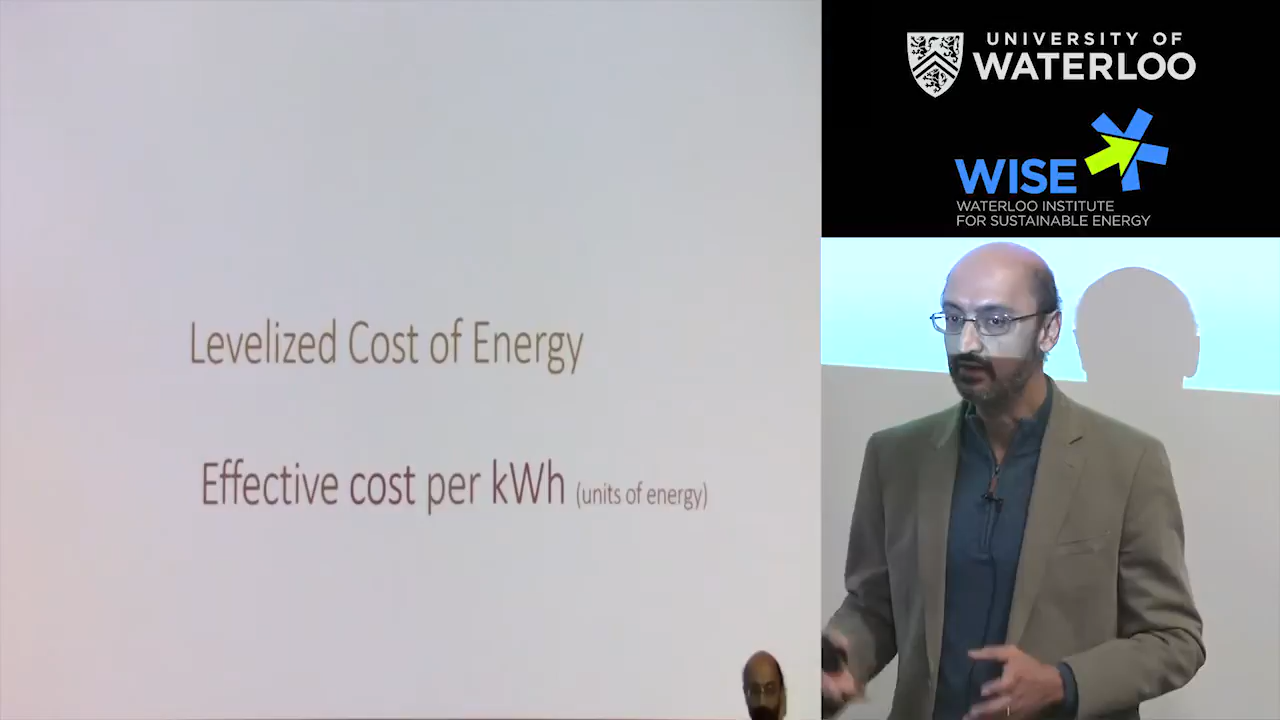 Levelized Cost of Energy
Effective cost per kWh (units of energy)
UNIVERSITY OF
WATERLOO
WISE
WATERLOO INSTITUTE
FOR SUSTAINABLE ENERGY